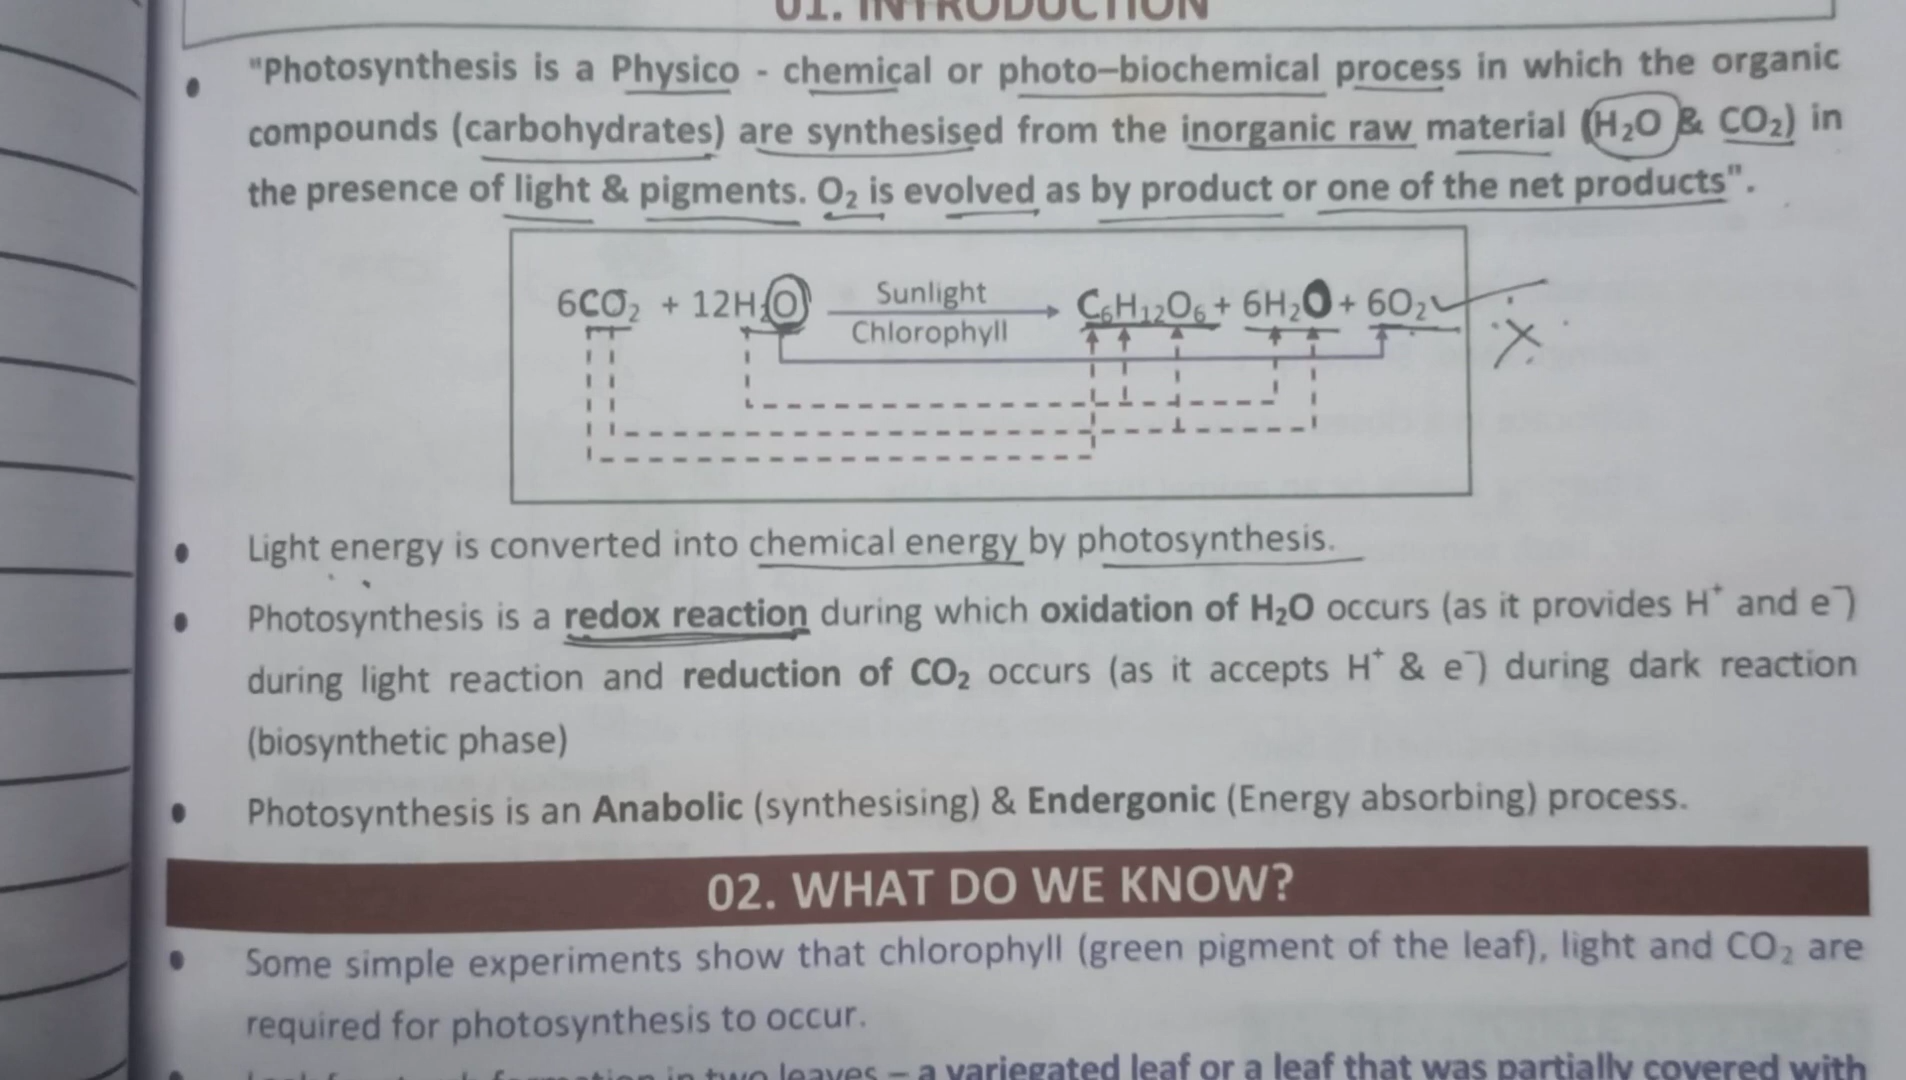 01. INTRODUCTION
• "Photosynthesis is a Physico - chemical or photo–biochemical process in which the organic
compounds (carbohydrates) are synthesised from the inorganic raw material (H₂O & CO₂) in
the presence of light & pigments. O₂ is evolved as by product or one of the net products".
6CO₂ + 12H₂O Sunlight Chlorophyll C₆H₁₂O₆ + 6H₂O + 6O₂
• Light energy is converted into chemical energy by photosynthesis.
• Photosynthesis is a redox reaction during which oxidation of H₂O occurs (as it provides H⁺ and e⁻)
during light reaction and reduction of CO₂ occurs (as it accepts H⁺ & e⁻) during dark reaction
(biosynthetic phase)
• Photosynthesis is an Anabolic (synthesising) & Endergonic (Energy absorbing) process.
02. WHAT DO WE KNOW?
• Some simple experiments show that chlorophyll (green pigment of the leaf), light and CO₂ are
required for photosynthesis to occur.
in two leaves – a variegated leaf or a leaf that was partially covered with